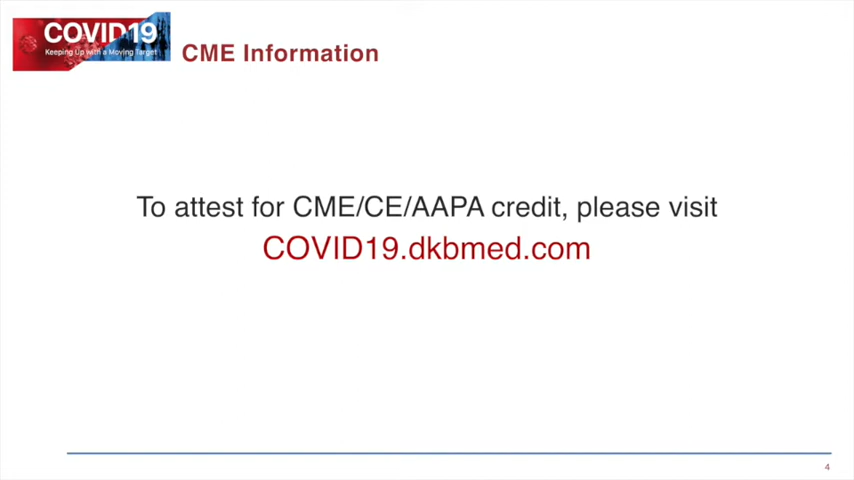 COVID19
Keeping Up with a Moving Target
CME Information
To attest for CME/CE/AAPA credit, please visit
COVID19.dkbmed.com
4